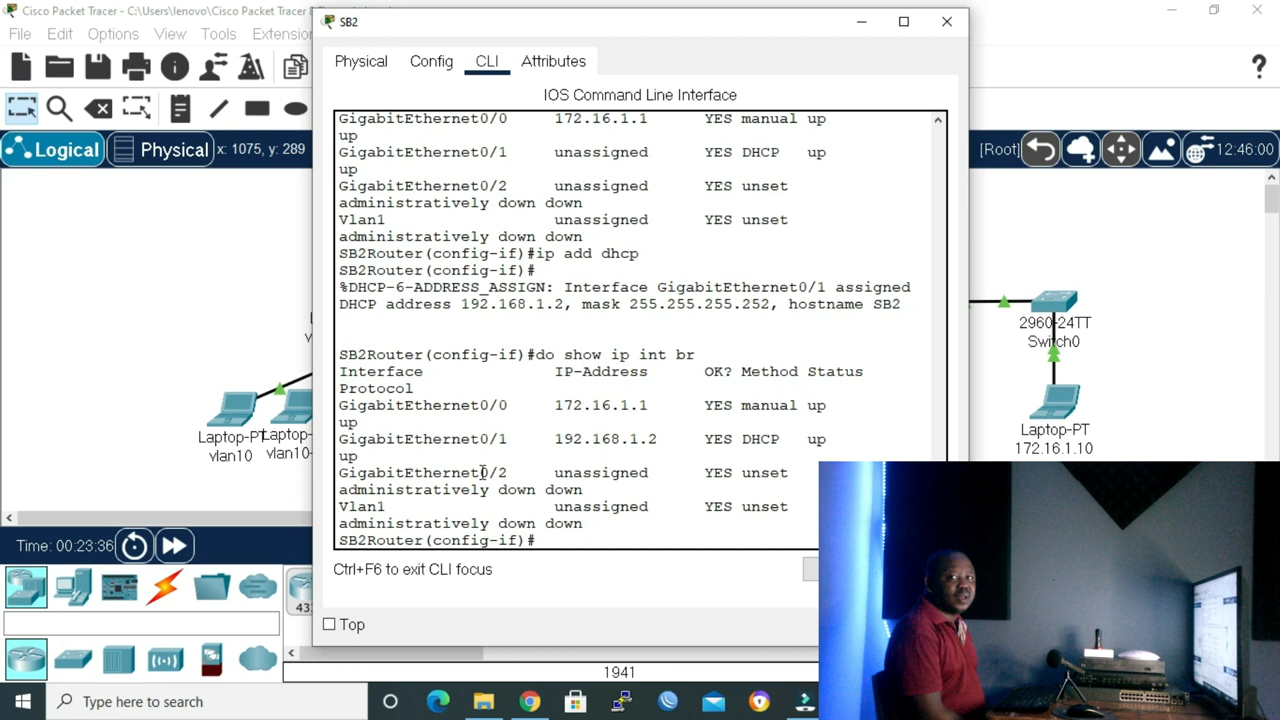 Cisco Packet Tracer - C:\Users\lenovo\Cisco Packet Tracer
SB2
File Edit Options View Tools Extension
Physical Config CLI Attributes
IOS Command Line Interface
Logical Physical x: 1075, y: 289
[Root] 12:46:00
GigabitEthernet0/0 172.16.1.1 YES manual up
up
GigabitEthernet0/1 unassigned YES DHCP up
up
GigabitEthernet0/2 unassigned YES unset
administratively down down
Vlan1 unassigned YES unset
administratively down down
SB2Router(config-if)#ip add dhcp
SB2Router(config-if)#
%DHCP-6-ADDRESS_ASSIGN: Interface GigabitEthernet0/1 assigned
DHCP address 192.168.1.2, mask 255.255.255.252, hostname SB2
SB2Router(config-if)#do show ip int br
Interface IP-Address OK? Method Status
Protocol
GigabitEthernet0/0 172.16.1.1 YES manual up
up
GigabitEthernet0/1 192.168.1.2 YES DHCP up
up
GigabitEthernet0/2 unassigned YES unset
administratively down down
Vlan1 unassigned YES unset
administratively down down
SB2Router(config-if)#
Ctrl+F6 to exit CLI focus
Top
Laptop-PT
vlan10
Laptop-
vlan10-
2960-24TT
Switch0
Laptop-PT
172.16.1.10
Time: 00:23:36
43
1941
Type here to search